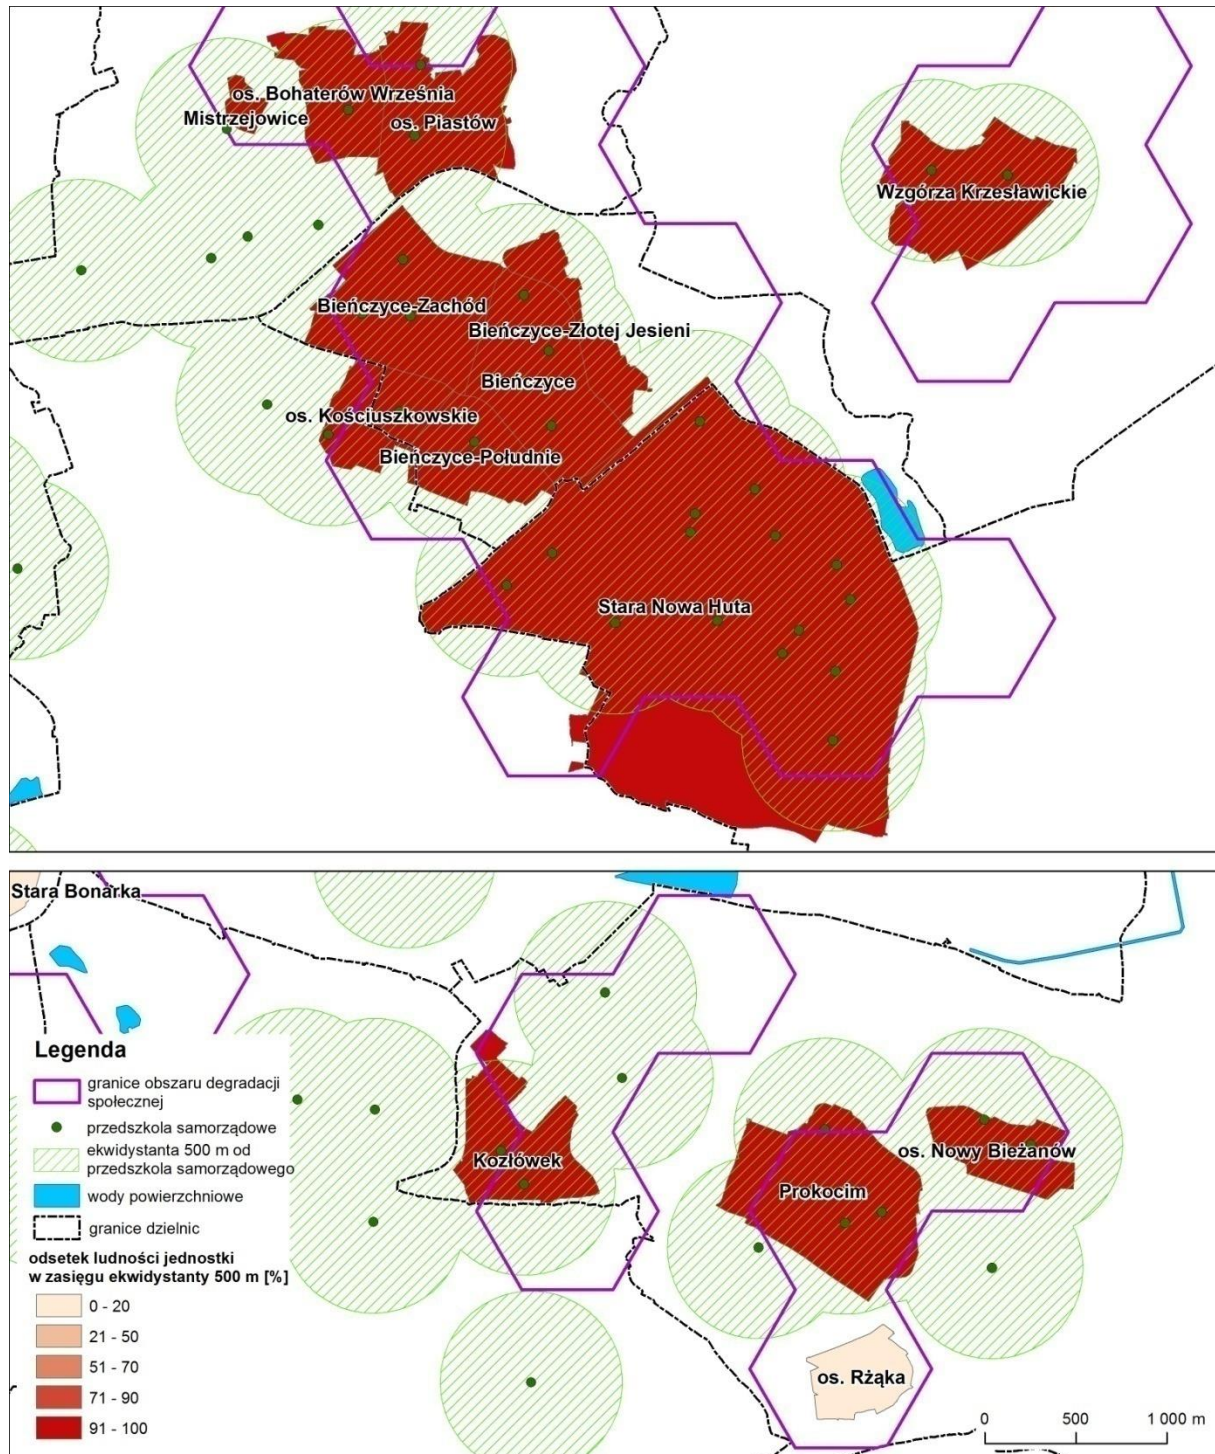 os. Bohaterów Września
Mistrzejowice
os. Piastów
Wzgórza Krzesławickie
Bieńczyce-Zachód
Bieńczyce-Złotej Jesieni
Bieńczyce
os. Kościuszkowskie
Bieńczyce-Południe
Stara Nowa Huta
Stara Bonarka
Legenda
granice obszaru degradacji
społecznej
przedszkola samorządowe
ekwidystanta 500 m od
przedszkola samorządowego
wody powierzchniowe
granice dzielnic
odsetek ludności jednostki
w zasięgu ekwidystanty 500 m [%]
0 - 20
21 - 50
51 - 70
71 - 90
91 - 100
Kozłówek
os. Nowy Bieżanów
Prokocim
os. Rżąka
0 500 1 000 m